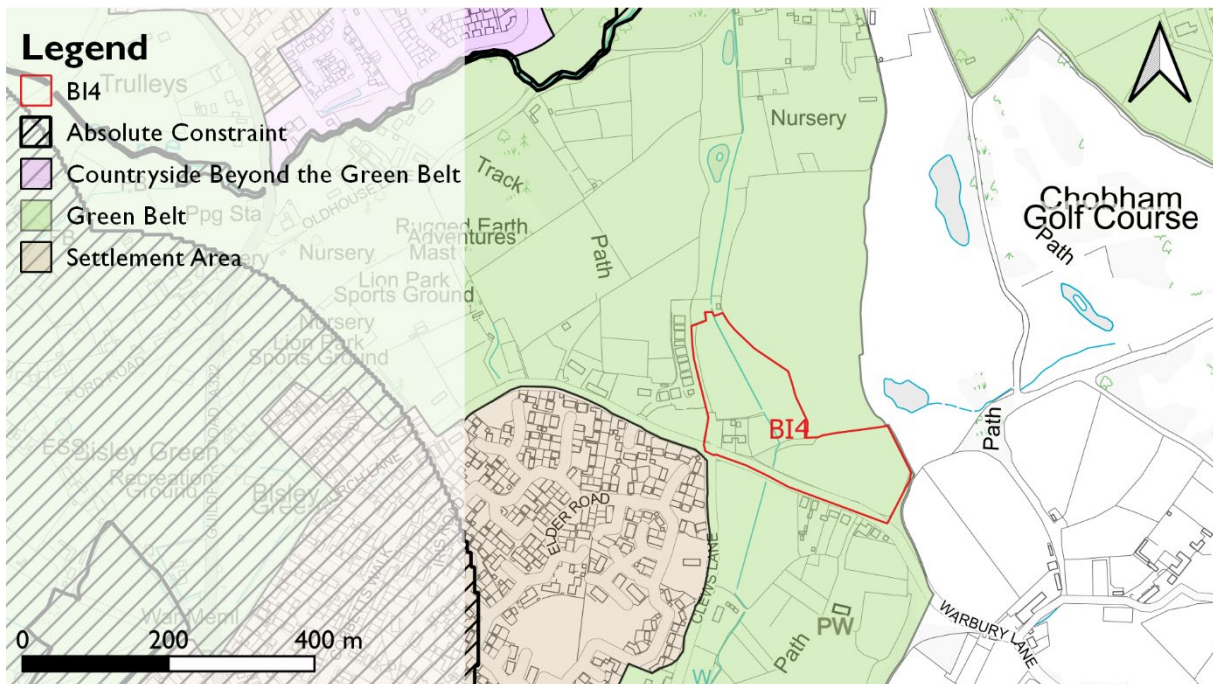 Legend
BI4
Absolute Constraint
Countryside Beyond the Green Belt
Green Belt
Settlement Area
Trulleys
Ppg Sta
OLDHOUSE
Track
Path
Nursery
Rugged Earth
Adventures
Mast
Nursery
Lion Park
Sports Ground
Nursery
Lion Park
Sports Ground
Chobham
Golf Course
Path
Path
FORD ROAD
Bisley Green
Recreation
Ground
Bisley
Green
ELDER ROAD
CLEWS LANE
BI4
War Meml
Path
PW
W
WARBURY LANE
0 200 400 m